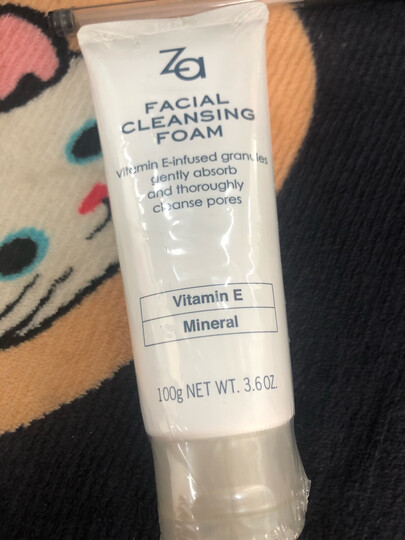 Za
FACIAL
CLEANSING
FOAM
Vitamin E-infused granules
gently absorb
and thoroughly
cleanse pores
Vitamin E
Mineral
100g NET WT. 3.6 OZ.